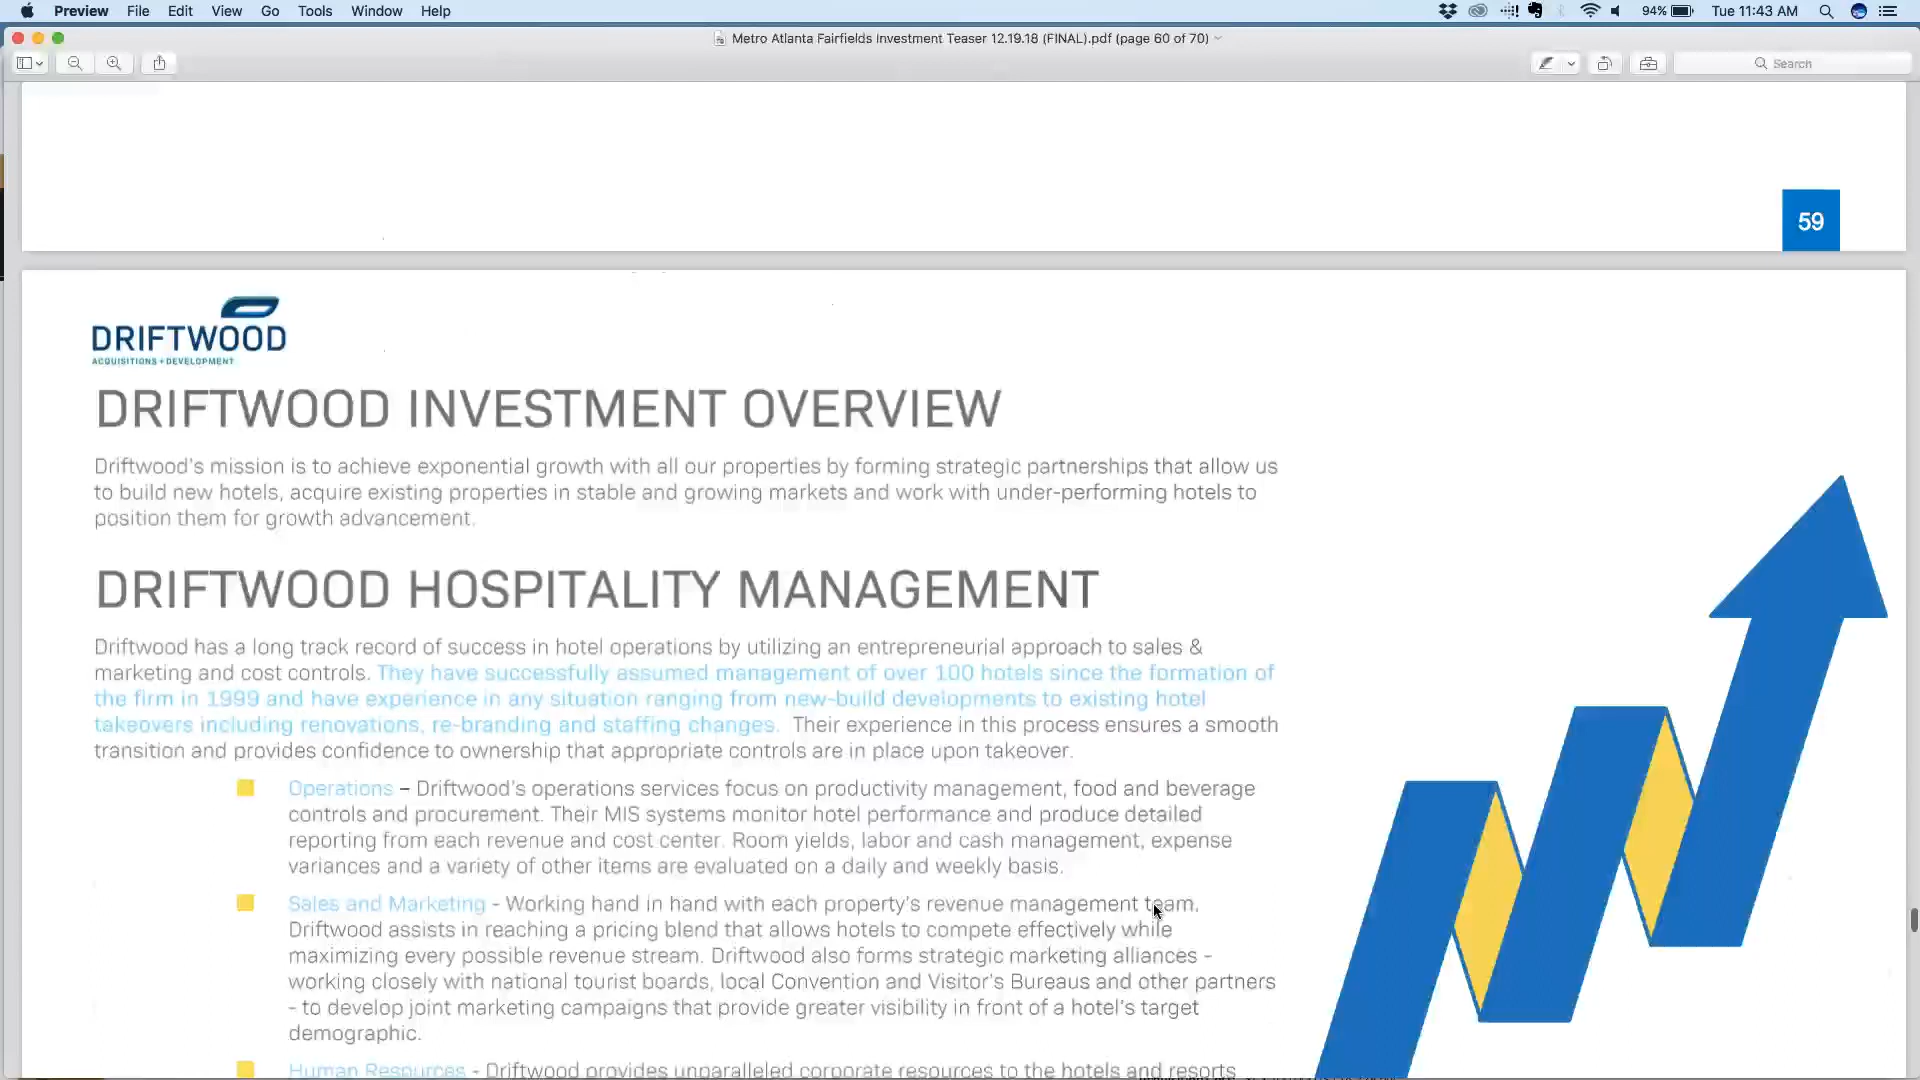 Preview File Edit View Go Tools Window Help 94% Tue 11:43 AM
Metro Atlanta Fairfields Investment Teaser 12.19.18 (FINAL).pdf (page 60 of 70)
Search
59
DRIFTWOOD
ACQUISITIONS + DEVELOPMENT
DRIFTWOOD INVESTMENT OVERVIEW
Driftwood's mission is to achieve exponential growth with all our properties by forming strategic partnerships that allow us
to build new hotels, acquire existing properties in stable and growing markets and work with under-performing hotels to
position them for growth advancement.
DRIFTWOOD HOSPITALITY MANAGEMENT
Driftwood has a long track record of success in hotel operations by utilizing an entrepreneurial approach to sales &
marketing and cost controls. They have successfully assumed management of over 100 hotels since the formation of
the firm in 1999 and have experience in any situation ranging from new-build developments to existing hotel
takeovers including renovations, re-branding and staffing changes. Their experience in this process ensures a smooth
transition and provides confidence to ownership that appropriate controls are in place upon takeover.
Operations – Driftwood's operations services focus on productivity management, food and beverage
controls and procurement. Their MIS systems monitor hotel performance and produce detailed
reporting from each revenue and cost center. Room yields, labor and cash management, expense
variances and a variety of other items are evaluated on a daily and weekly basis.
Sales and Marketing - Working hand in hand with each property's revenue management team.
Driftwood assists in reaching a pricing blend that allows hotels to compete effectively while
maximizing every possible revenue stream. Driftwood also forms strategic marketing alliances -
working closely with national tourist boards, local Convention and Visitor's Bureaus and other partners
- to develop joint marketing campaigns that provide greater visibility in front of a hotel's target
demographic.
Human Resources - Driftwood provides unparalleled corporate resources to the hotels and resorts